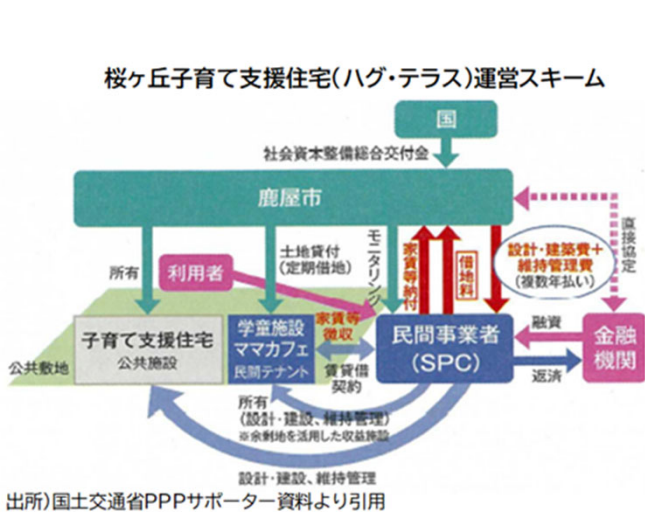 桜ヶ丘子育て支援住宅(ハグ・テラス)運営スキーム
国
社会資本整備総合交付金
鹿屋市
所有
利用者
土地貸付
(定期借地)
モニタリング
家賃等納付
借地料
設計・建築費+
維持管理費
(複数年払い)
直接協定
子育て支援住宅
公共施設
公共敷地
学童施設
ママカフェ
民間テナント
家賃等
徴収
賃貸借
契約
民間事業者
(SPC)
融資
返済
金融
機関
所有
(設計・建設、維持管理)
※余剰地を活用した収益施設
設計・建設、維持管理
出所)国土交通省PPPサポーター資料より引用